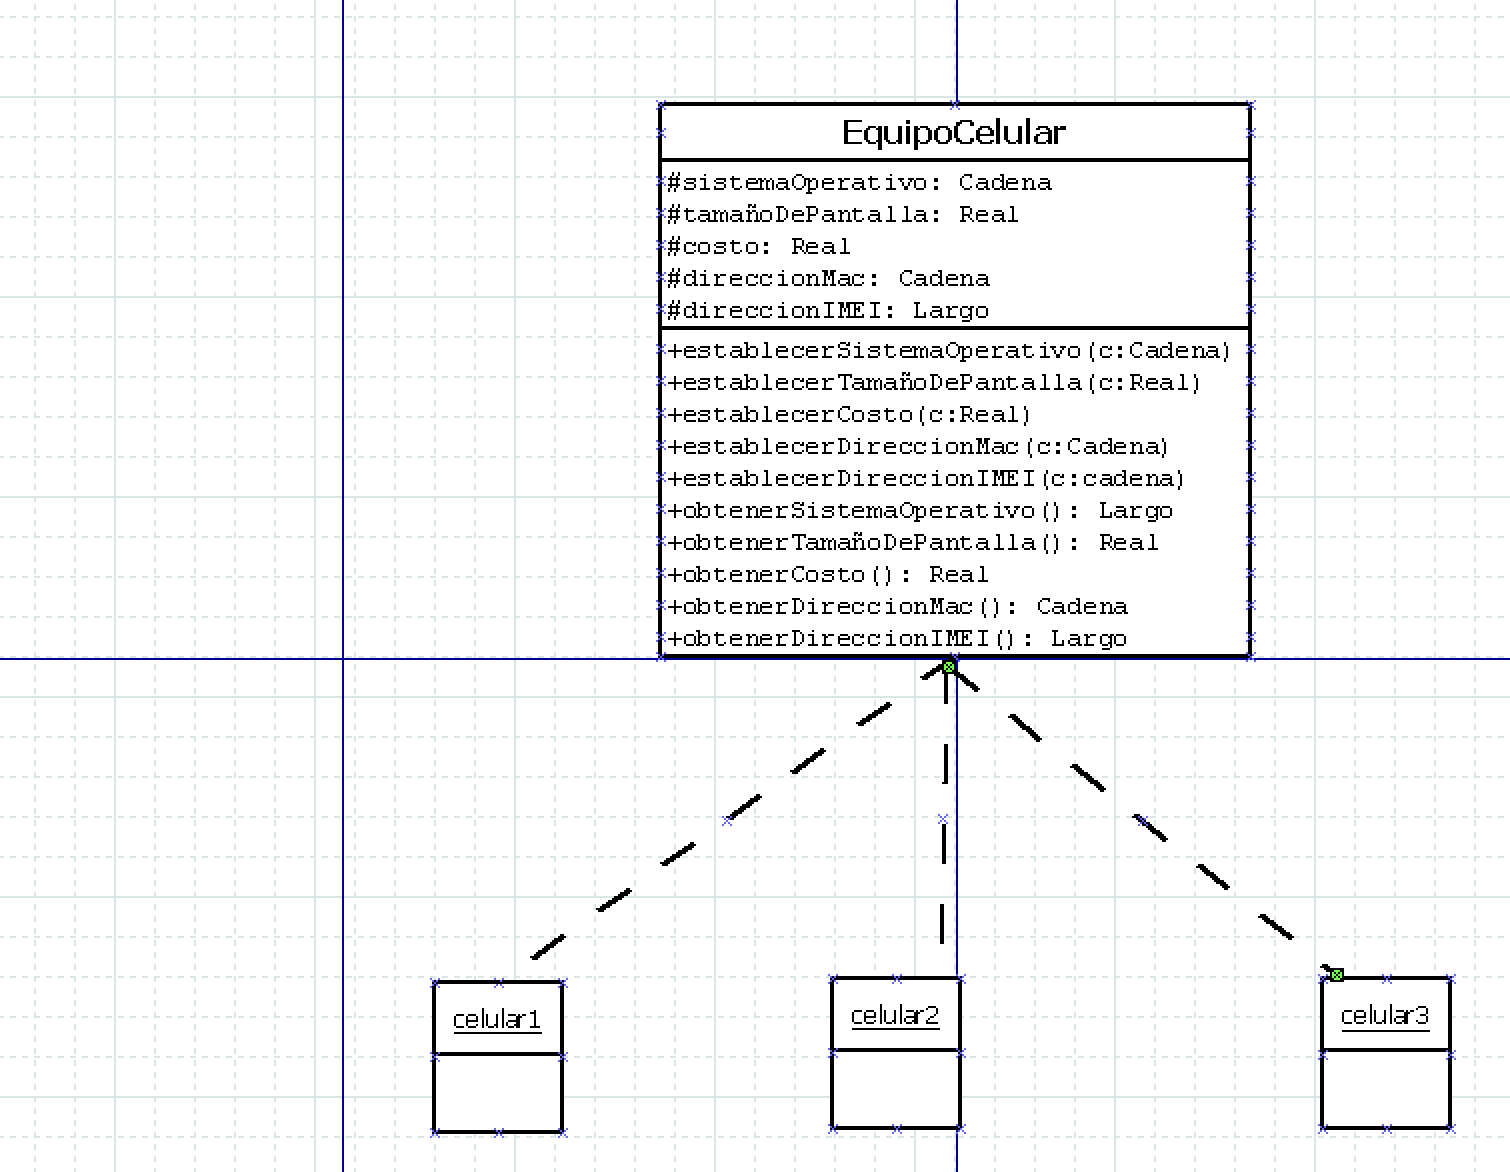 EquipoCelular
#sistemaOperativo: Cadena
#tamañoDePantalla: Real
#costo: Real
#direccionMac: Cadena
#direccionIMEI: Largo
+establecerSistemaOperativo(c:Cadena)
+establecerTamañoDePantalla(c:Real)
+establecerCosto(c:Real)
+establecerDireccionMac(c:Cadena)
+establecerDireccionIMEI(c:cadena)
+obtenerSistemaOperativo(): Largo
+obtenerTamañoDePantalla(): Real
+obtenerCosto(): Real
+obtenerDireccionMac(): Cadena
+obtenerDireccionIMEI(): Largo
celular1
celular2
celular3